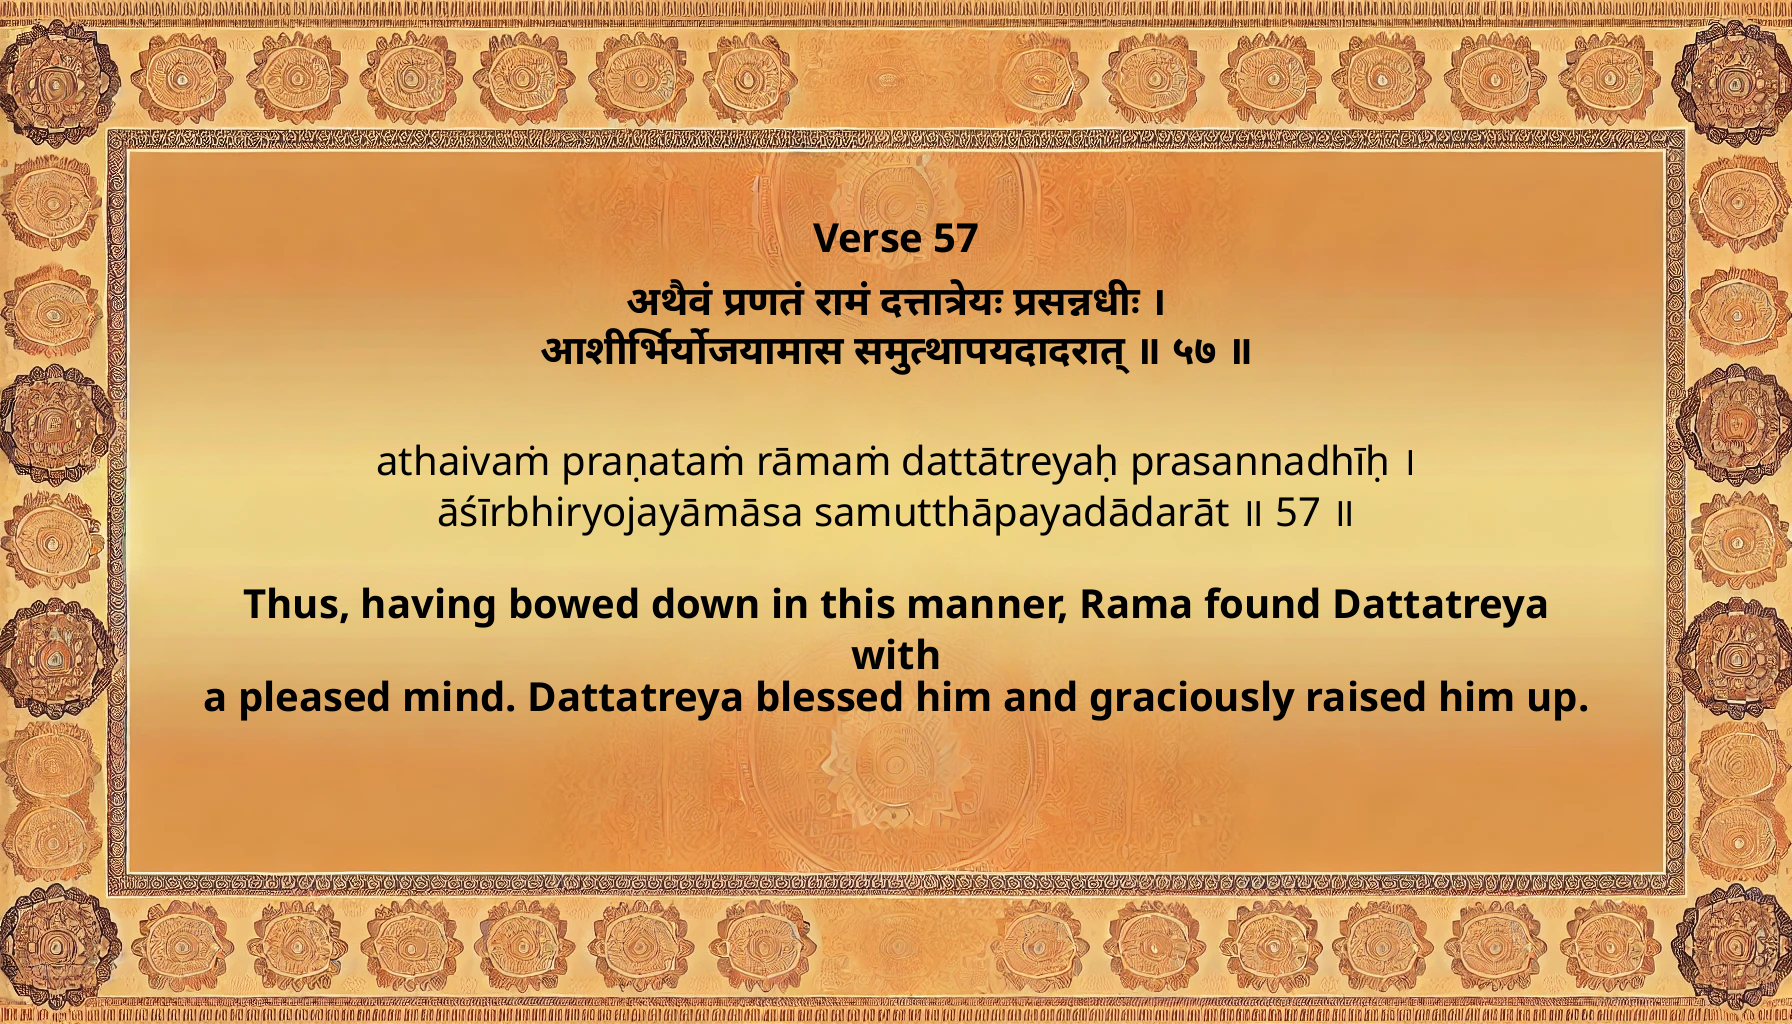 Verse 57
अथैवं प्रणतं रामं दत्तात्रेयः प्रसन्नधीः ।
आशीर्भिर्योजयामास समुत्थापयदादरात् ॥ ५७ ॥
athaivaṁ praṇataṁ rāmaṁ dattātreyaḥ prasannadhīḥ ।
āśīrbhiryojayāmāsa samutthāpayadādarāt ॥ 57 ॥
Thus, having bowed down in this manner, Rama found Dattatreya
with
a pleased mind. Dattatreya blessed him and graciously raised him up.